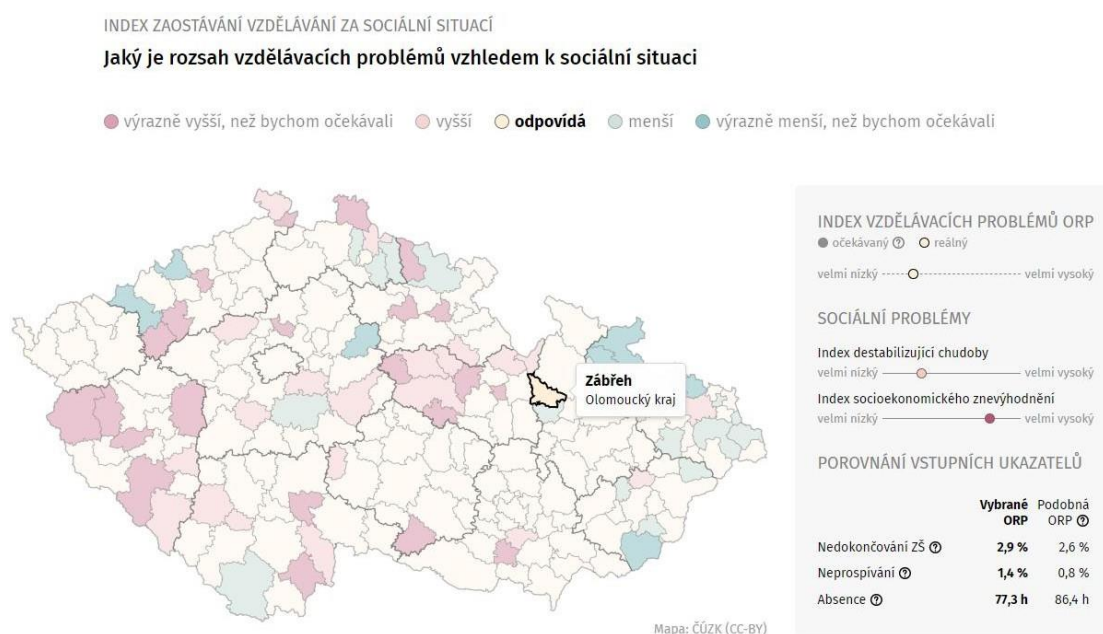 INDEX ZAOSTÁVÁNÍ VZDĚLÁVÁNÍ ZA SOCIÁLNÍ SITUACÍ
Jaký je rozsah vzdělávacích problémů vzhledem k sociální situaci
výrazně vyšší, než bychom očekávali vyšší odpovídá menší výrazně menší, než bychom očekávali
Zábřeh
Olomoucký kraj
Mapa: ČÚZK (CC-BY)
INDEX VZDĚLÁVACÍCH PROBLÉMŮ ORP
očekávaný ? reálný
velmi nízký velmi vysoký
SOCIÁLNÍ PROBLÉMY
Index destabilizující chudoby
velmi nízký velmi vysoký
Index socioekonomického znevýhodnění
velmi nízký velmi vysoký
POROVNÁNÍ VSTUPNÍCH UKAZATELŮ
Vybrané Podobná
ORP ORP ?
Nedokončování ZŠ ? 2,9 % 2,6 %
Neprospívání ? 1,4 % 0,8 %
Absence ? 77,3 h 86,4 h